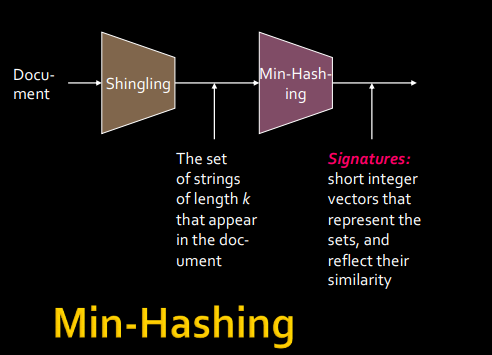 Docu-
ment
Shingling
Min-Hash-
ing
The set
of strings
of length k
that appear
in the doc-
ument
Signatures:
short integer
vectors that
represent the
sets, and
reflect their
similarity
Min-Hashing